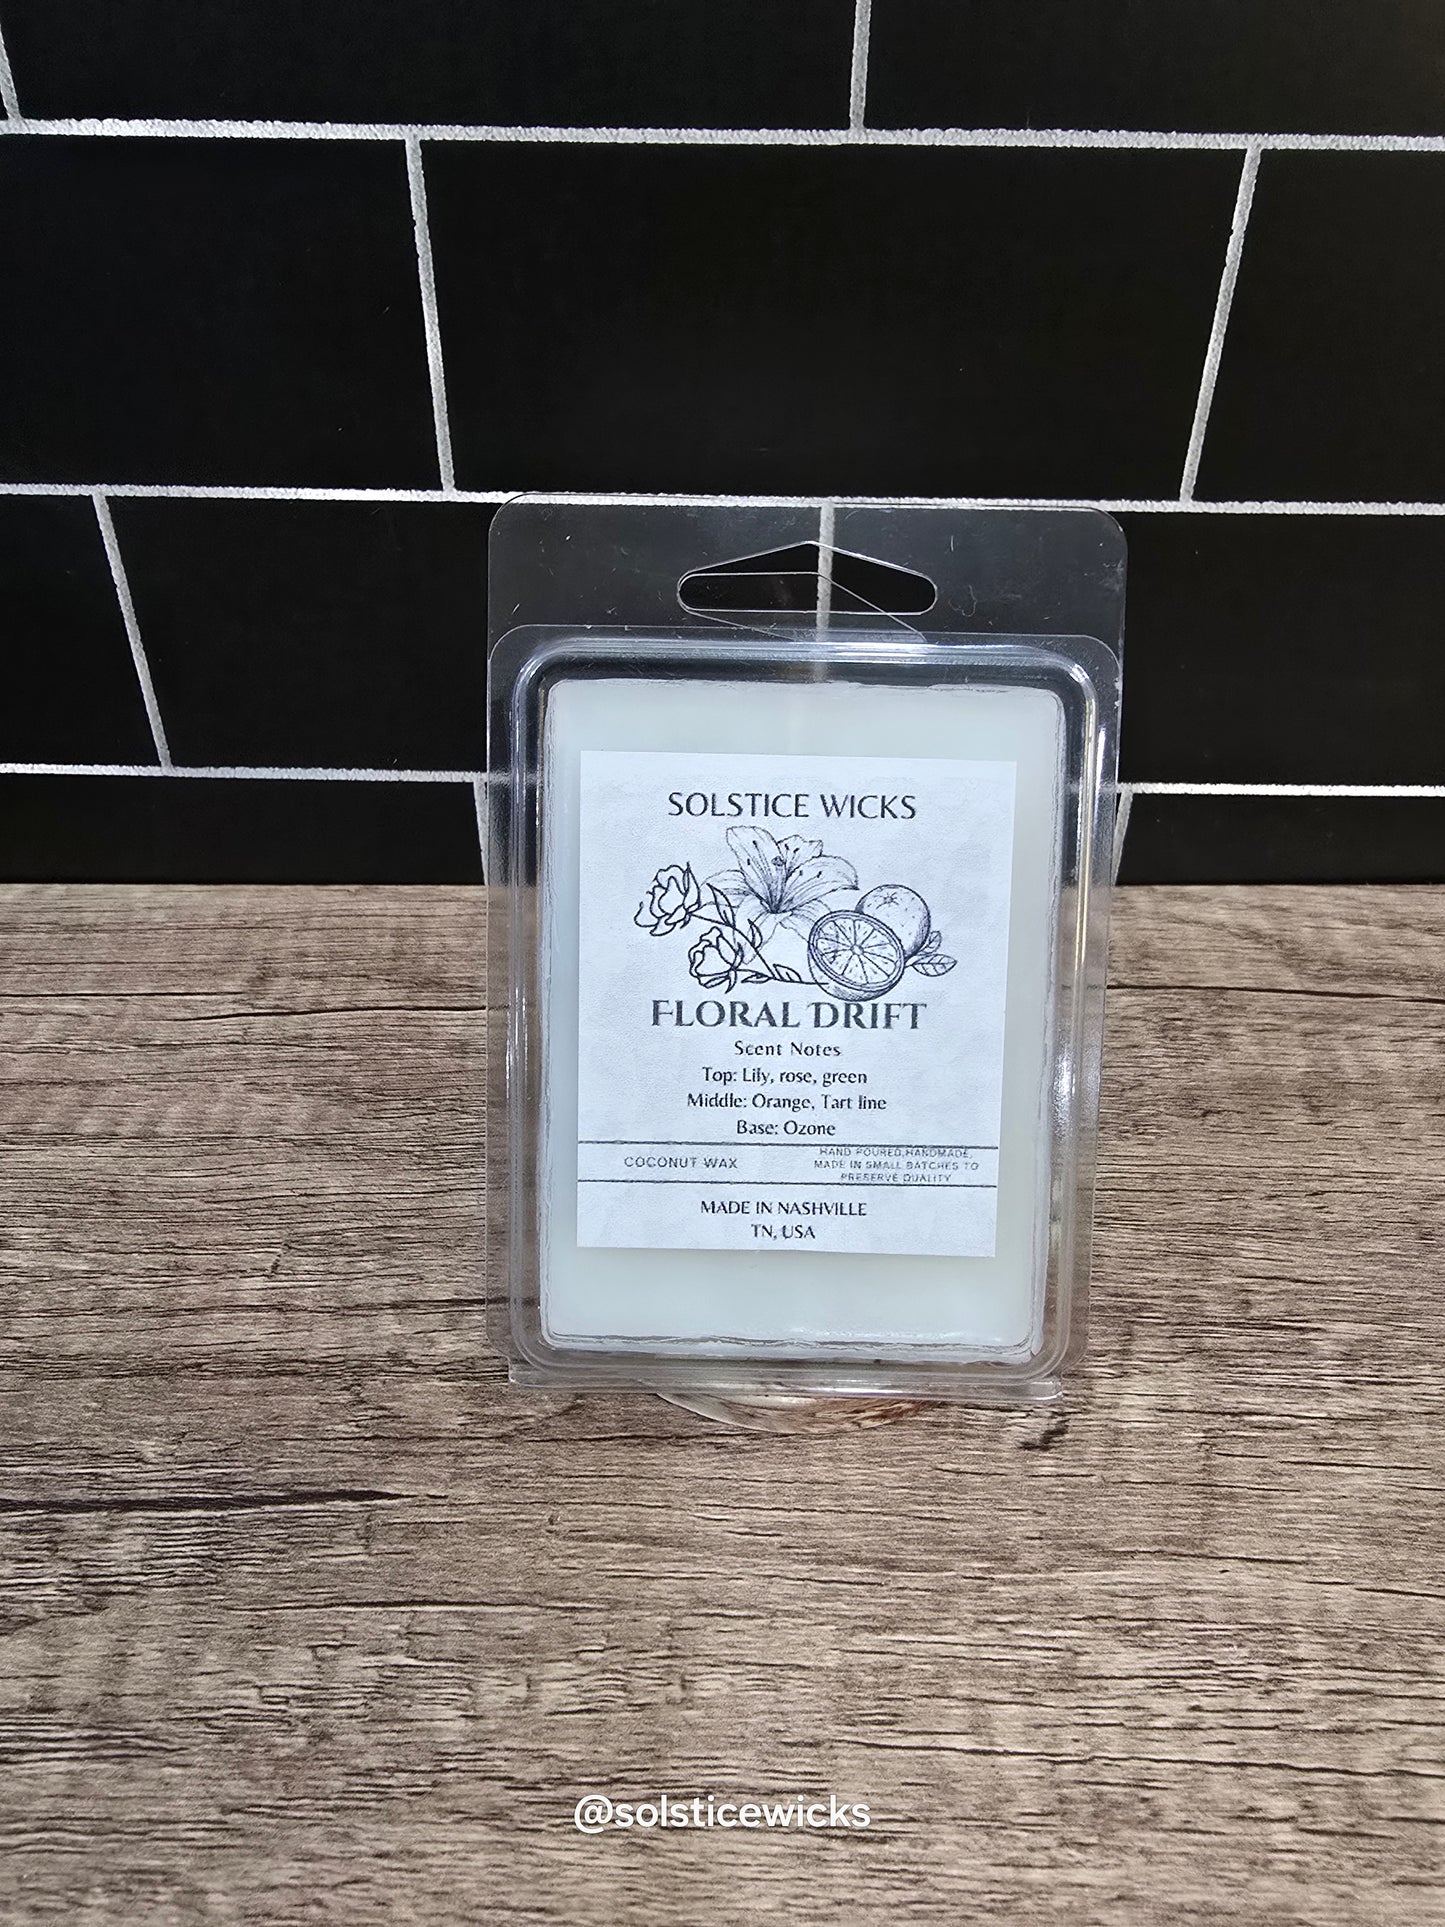 SOLSTICE WICKS
FLORAL DRIFT
Scent Notes
Top: Lily, rose, green
Middle: Orange, Tart line
Base: Ozone
COCONUT WAX
HAND POURED,HANDMADE,
MADE IN SMALL BATCHES TO
PRESERVE QUALITY
MADE IN NASHVILLE
TN, USA
@solsticewicks